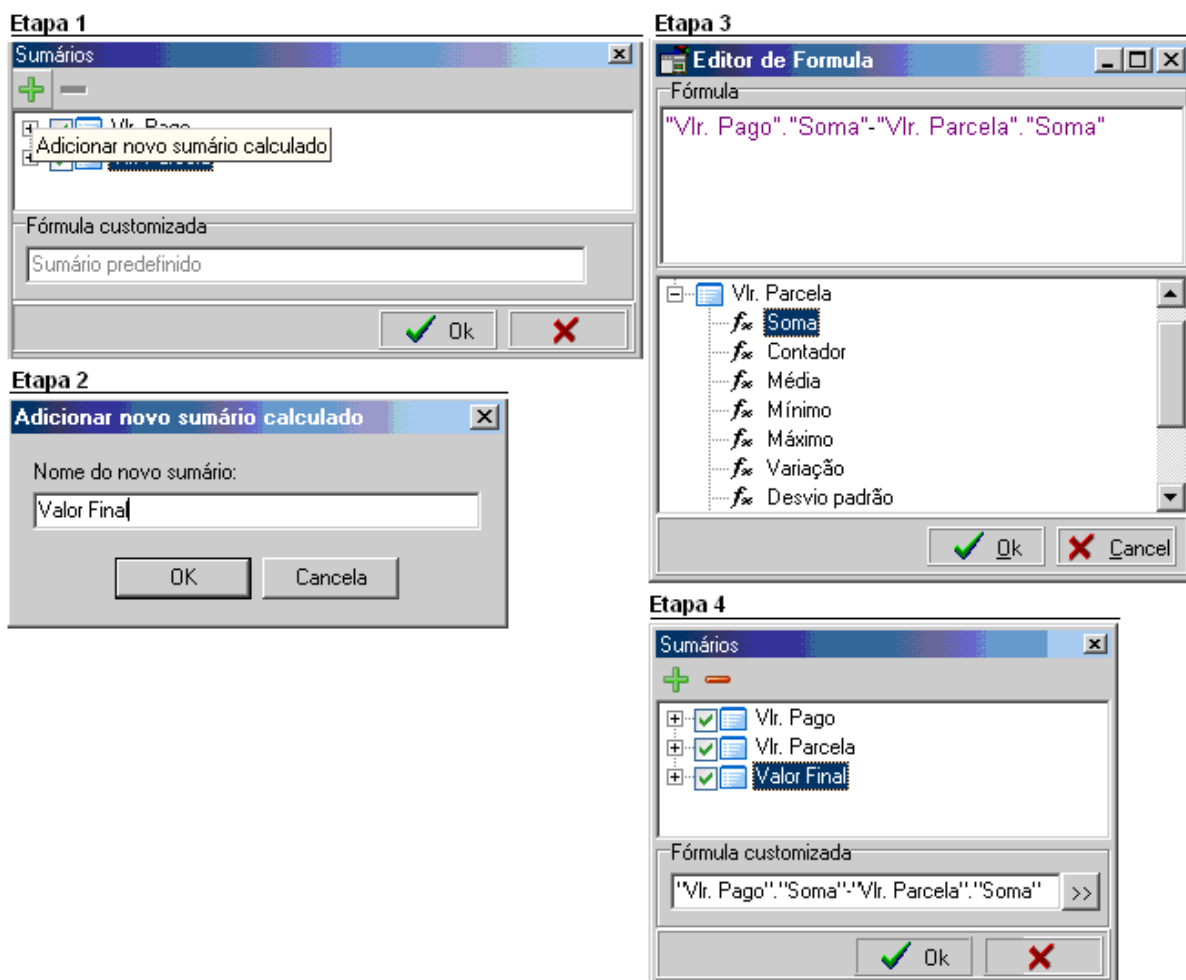 Etapa 1
Sumários
Vlr. Pago
Adicionar novo sumário calculado
Fórmula customizada
Sumário predefinido
Ok
Etapa 2
Adicionar novo sumário calculado
Nome do novo sumário:
Valor Final
OK
Cancela
Etapa 3
Editor de Formula
Fórmula
"Vlr. Pago"."Soma"-"Vlr. Parcela"."Soma"
Vlr. Parcela
Soma
Contador
Média
Mínimo
Máximo
Variação
Desvio padrão
Ok
Cancel
Etapa 4
Sumários
Vlr. Pago
Vlr. Parcela
Valor Final
Fórmula customizada
"Vlr. Pago"."Soma"-"Vlr. Parcela"."Soma"
>>
Ok